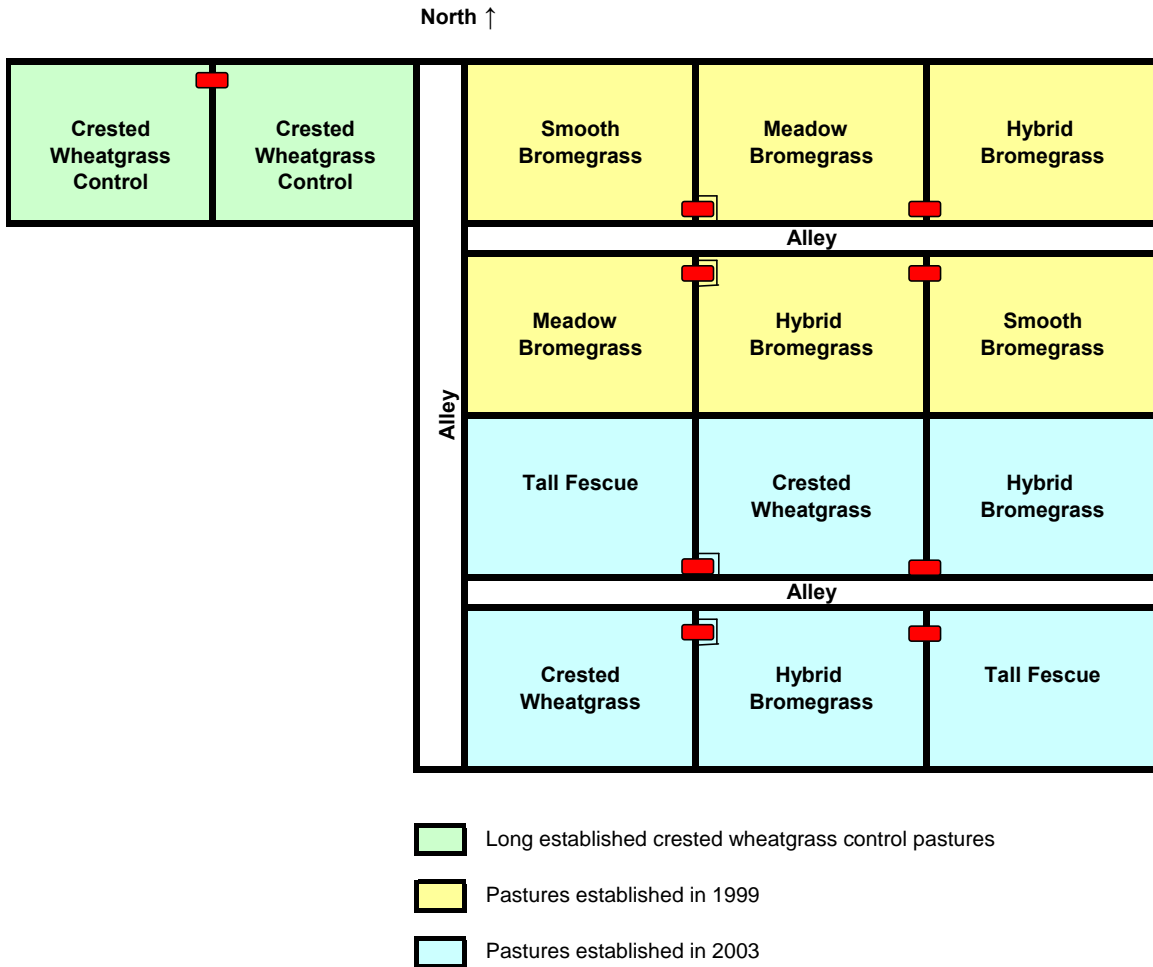 North ↑
Crested
Wheatgrass
Control
Crested
Wheatgrass
Control
Smooth
Bromegrass
Meadow
Bromegrass
Hybrid
Bromegrass
Alley
Meadow
Bromegrass
Hybrid
Bromegrass
Smooth
Bromegrass
Alley
Tall Fescue
Crested
Wheatgrass
Hybrid
Bromegrass
Alley
Crested
Wheatgrass
Hybrid
Bromegrass
Tall Fescue
Long established crested wheatgrass control pastures
Pastures established in 1999
Pastures established in 2003